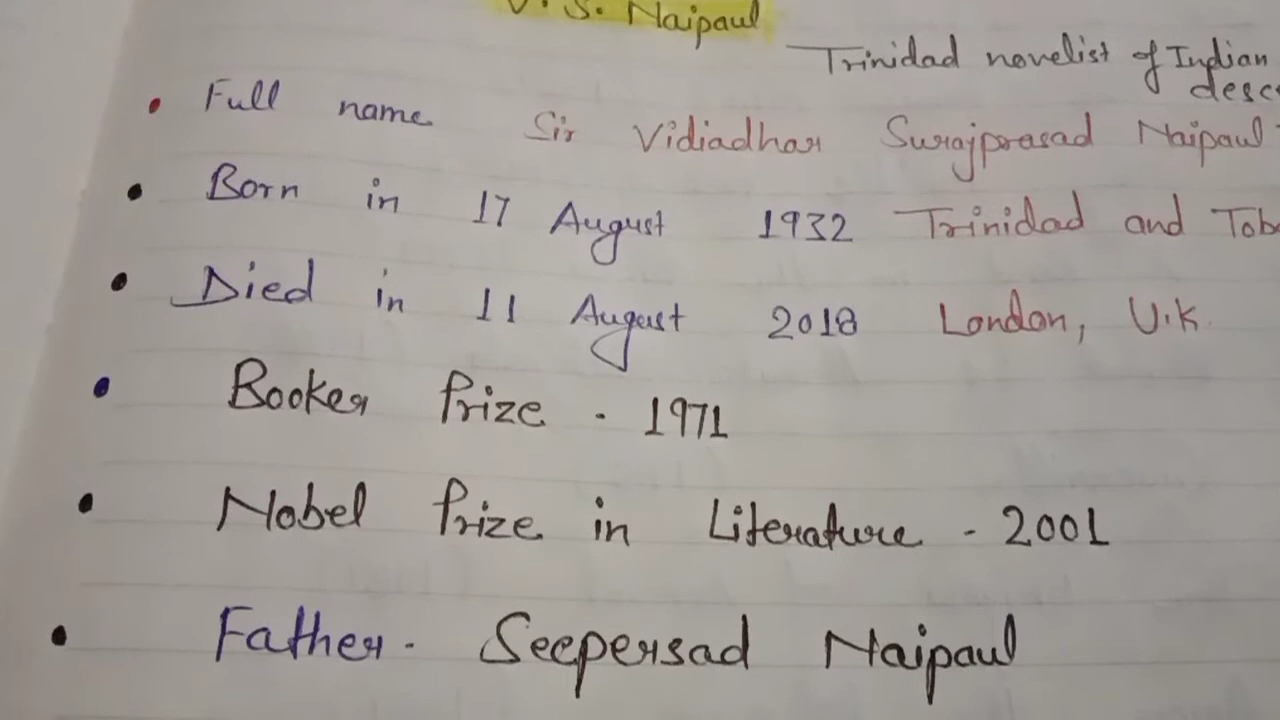 V. S. Naipaul
Trinidad novelist of Indian
• Full name Sir Vidiadhar Surajprasad Naipaul
• Born in 17 August 1932 Trinidad and Tob
• Died in 11 August 2018 London, U.K.
• Booker Prize - 1971
• Nobel Prize in Literature - 2001
• Father - Seepersad Naipaul